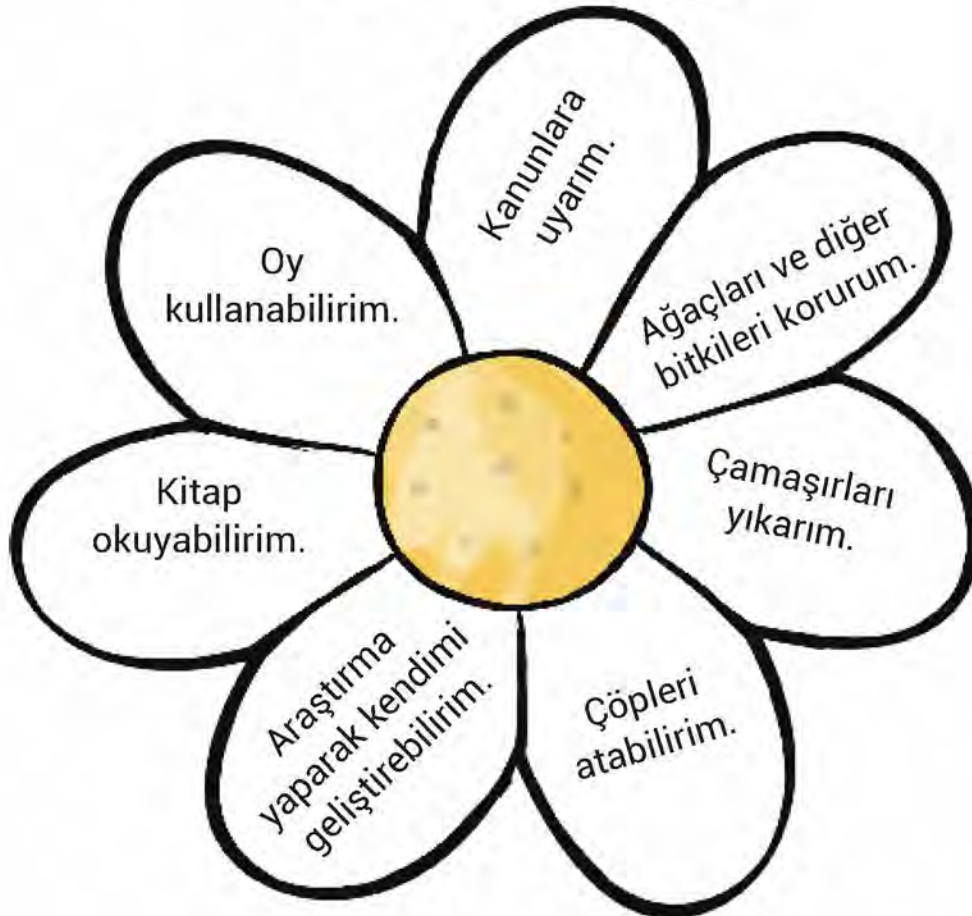 Kanunlara
uyarım.
Ağaçları ve diğer
bitkileri korurum.
Çamaşırları
yıkarım.
Çöpleri
atabilirim.
Araştırma
yaparak kendimi
geliştirebilirim.
Kitap
okuyabilirim.
Oy
kullanabilirim.